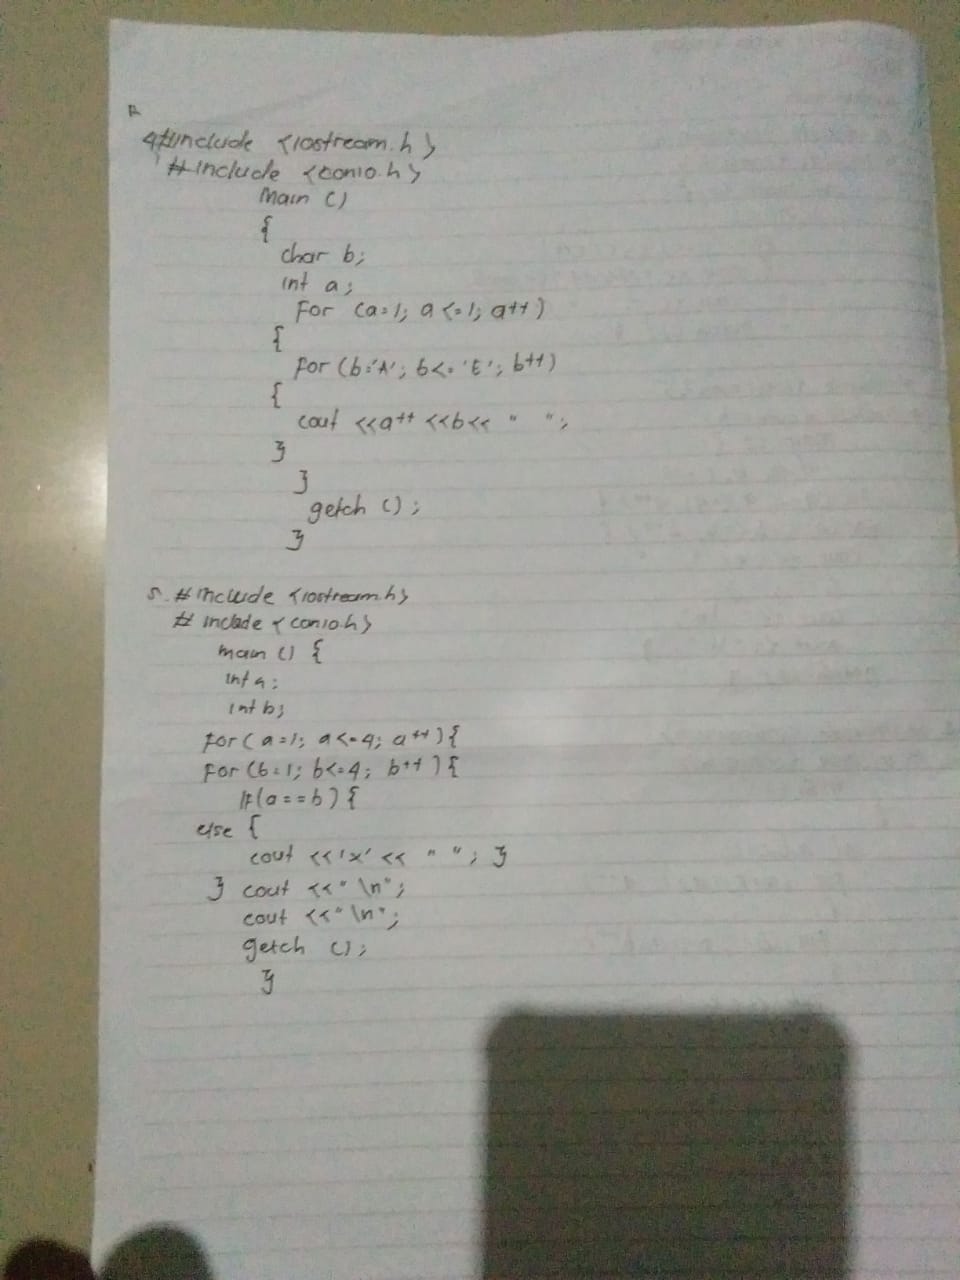 4 #include <iostream.h>
#include <conio.h>
main ()
{
char b;
int a;
For (a=1; a<=1; a++)
{
for (b='A'; b<= 'E'; b++)
{
cout <<a++ <<b<< " ";
}
}
getch ();
}
5. #include <iostream.h>
# include <conio.h>
main () {
int a;
int b;
for (a=1; a<=4; a++) {
for (b=1; b<=4; b++) {
If (a==b) {
else {
cout <<'x' << " "; }
} cout <<" \n";
cout <<" \n";
getch ();
}